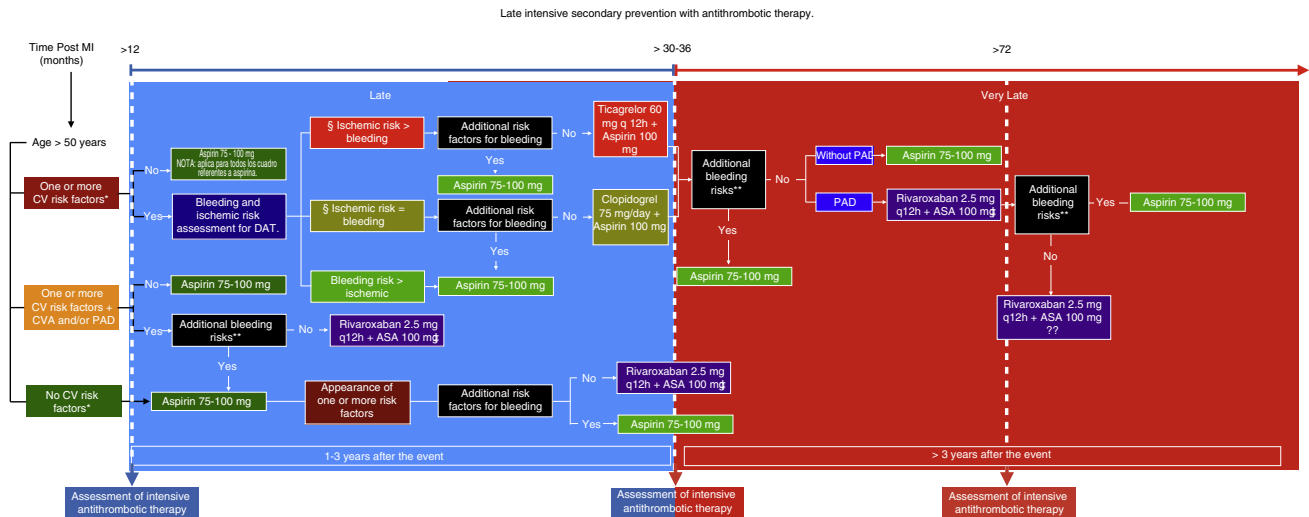 Late intensive secondary prevention with antithrombotic therapy.
Time Post MI
(months)
>12
> 30-36
>72
Late
Very Late
Age > 50 years
One or more
CV risk factors*
No
Aspirin 75 - 100 mg
NOTA: aplica para todos los cuadro
referentes a aspirina.
Yes
Bleeding and
ischemic risk
assessment for DAT.
§ Ischemic risk >
bleeding
Additional risk
factors for bleeding
No
Ticagrelor 60
mg q 12h +
Aspirin 100
mg
Yes
Aspirin 75-100 mg
§ Ischemic risk =
bleeding
Additional risk
factors for bleeding
No
Clopidogrel
75 mg/day +
Aspirin 100 mg
Yes
Bleeding risk >
ischemic
Aspirin 75-100 mg
Additional
bleeding
risks**
No
Without PAD
Aspirin 75-100 mg
PAD
Rivaroxaban 2.5 mg
q12h + ASA 100 mg‡
Yes
Aspirin 75-100 mg
Additional
bleeding
risks**
Yes
Aspirin 75-100 mg
No
Rivaroxaban 2.5 mg
q12h + ASA 100 mg
??
One or more
CV risk factors +
CVA and/or PAD
No
Aspirin 75-100 mg
Yes
Additional bleeding
risks**
No
Rivaroxaban 2.5 mg
q12h + ASA 100 mg‡
Yes
No CV risk
factors*
Aspirin 75-100 mg
Appearance of
one or more risk
factors
Additional risk
factors for bleeding
No
Rivaroxaban 2.5 mg
q12h + ASA 100 mg‡
Yes
Aspirin 75-100 mg
1-3 years after the event
> 3 years after the event
Assessment of intensive
antithrombotic therapy
Assessment of intensive
antithrombotic therapy
Assessment of intensive
antithrombotic therapy